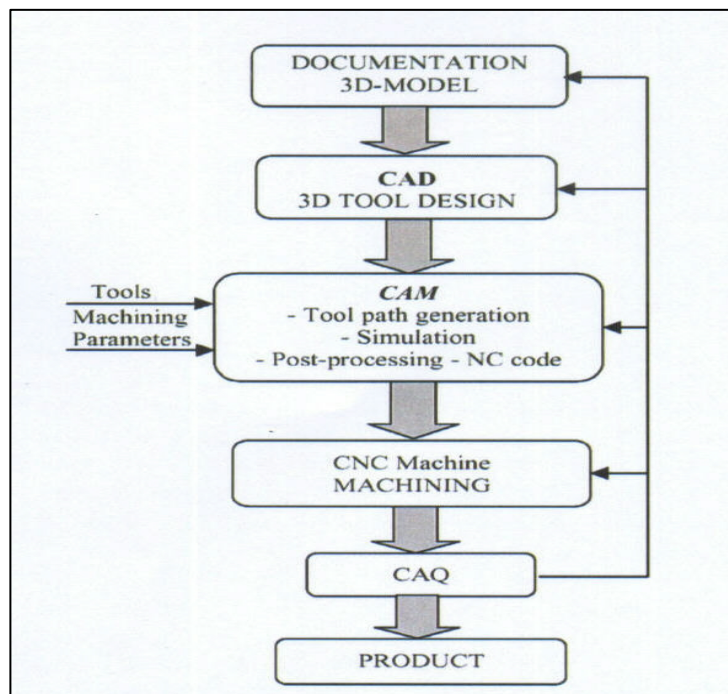 DOCUMENTATION
3D-MODEL
CAD
3D TOOL DESIGN
Tools
Machining
Parameters
CAM
- Tool path generation
- Simulation
- Post-processing - NC code
CNC Machine
MACHINING
CAQ
PRODUCT